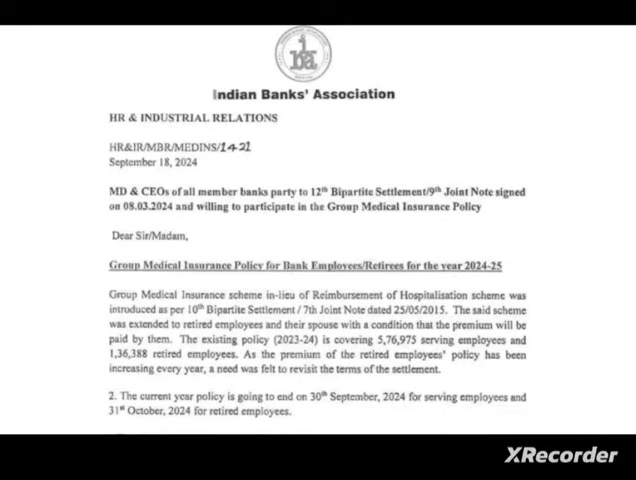 iba
Indian Banks' Association
HR & INDUSTRIAL RELATIONS
HR&IR/MBR/MEDINS/1421
September 18, 2024
MD & CEOs of all member banks party to 12th Bipartite Settlement/9th Joint Note signed
on 08.03.2024 and willing to participate in the Group Medical Insurance Policy
Dear Sir/Madam,
Group Medical Insurance Policy for Bank Employees/Retirees for the year 2024-25
Group Medical Insurance scheme in-lieu of Reimbursement of Hospitalisation scheme was
introduced as per 10th Bipartite Settlement / 7th Joint Note dated 25/05/2015. The said scheme
was extended to retired employees and their spouse with a condition that the premium will be
paid by them. The existing policy (2023-24) is covering 5,76,975 serving employees and
1,36,388 retired employees. As the premium of the retired employees' policy has been
increasing every year, a need was felt to revisit the terms of the settlement.
2. The current year policy is going to end on 30th September, 2024 for serving employees and
31st October, 2024 for retired employees.
XRecorder